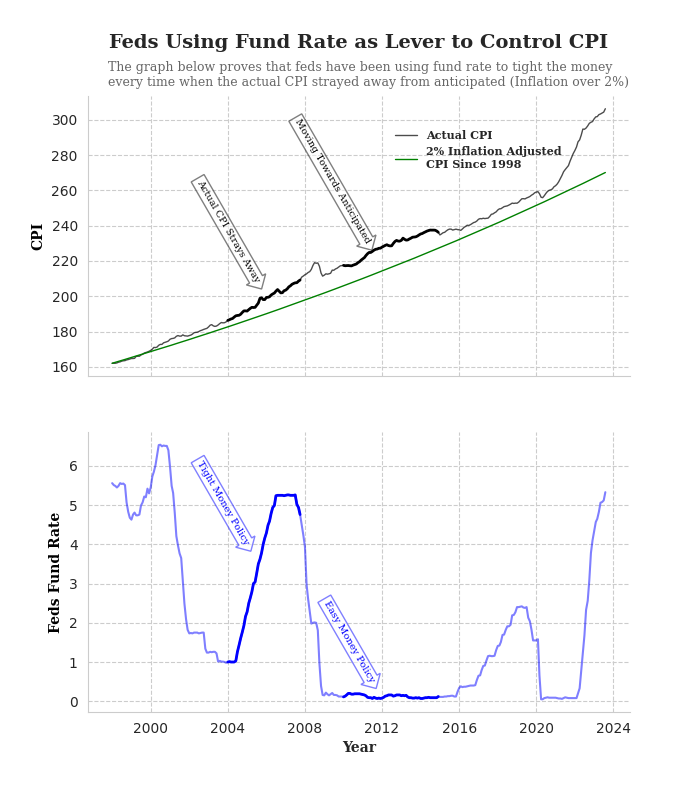 Feds Using Fund Rate as Lever to Control CPI
The graph below proves that feds have been using fund rate to tight the money
every time when the actual CPI strayed away from anticipated (Inflation over 2%)
300
280
260
240
220
200
180
160
CPI
Actual CPI Strays Away
Moving Towards Anticipated
Actual CPI
2% Inflation Adjusted
CPI Since 1998
6
5
4
3
2
1
0
Feds Fund Rate
Tight Money Policy
Easy Money Policy
2000
2004
2008
2012
2016
2020
2024
Year